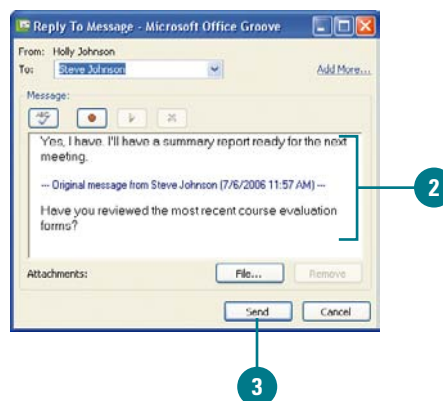 Reply To Message - Microsoft Office Groove
From: Holly Johnson
To: Steve Johnson Add More...
Message:
ABC
Yes, I have. I'll have a summary report ready for the next
meeting.
--- Original message from Steve Johnson (7/6/2006 11:57 AM) ---
Have you reviewed the most recent course evaluation
forms?
2
Attachments: File... Remove
Send Cancel
3